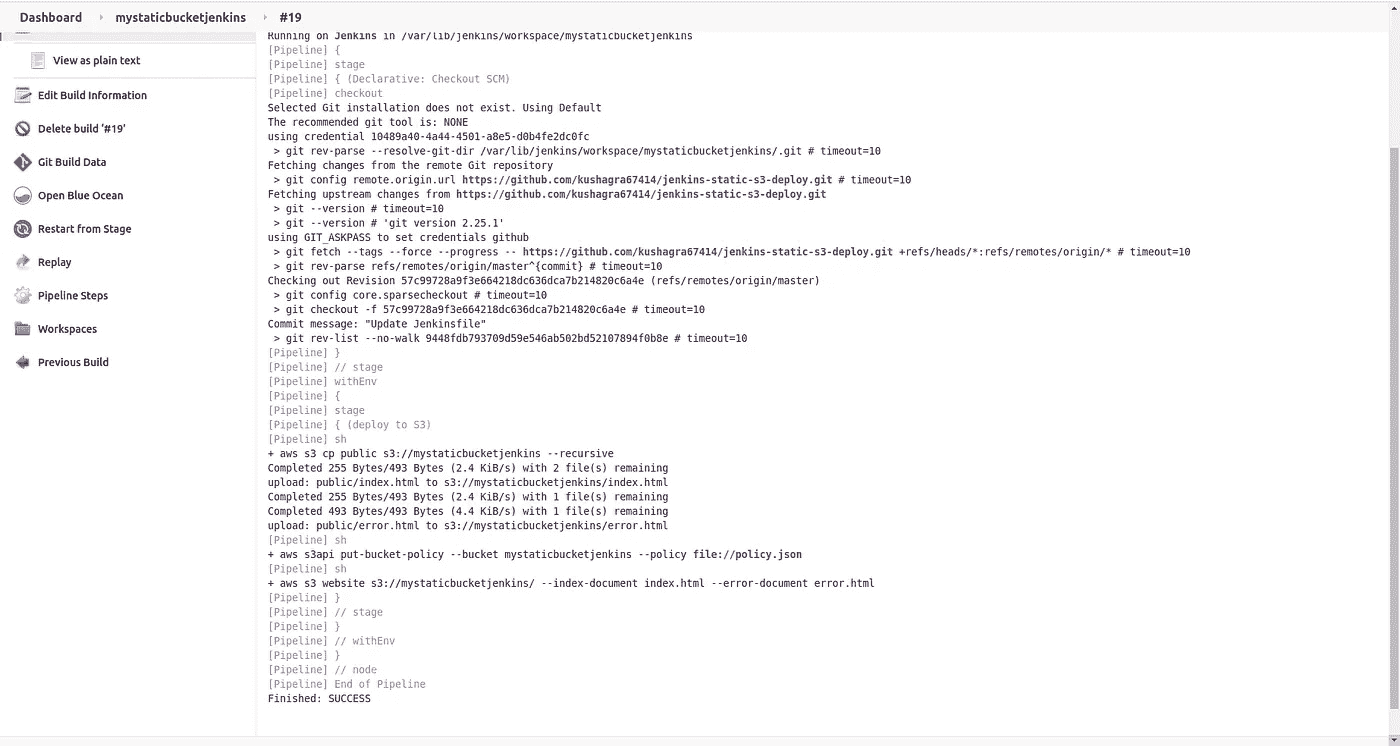 Dashboard › mystaticbucketjenkins › #19
View as plain text
Edit Build Information
Delete build '#19'
Git Build Data
Open Blue Ocean
Restart from Stage
Replay
Pipeline Steps
Workspaces
Previous Build
Running on Jenkins in /var/lib/jenkins/workspace/mystaticbucketjenkins
[Pipeline] {
[Pipeline] stage
[Pipeline] { (Declarative: Checkout SCM)
[Pipeline] checkout
Selected Git installation does not exist. Using Default
The recommended git tool is: NONE
using credential 10489a40-4a44-4501-a8e5-d0b4fe2dc0fc
> git rev-parse --resolve-git-dir /var/lib/jenkins/workspace/mystaticbucketjenkins/.git # timeout=10
Fetching changes from the remote Git repository
> git config remote.origin.url https://github.com/kushagra67414/jenkins-static-s3-deploy.git # timeout=10
Fetching upstream changes from https://github.com/kushagra67414/jenkins-static-s3-deploy.git
> git --version # timeout=10
> git --version # 'git version 2.25.1'
using GIT_ASKPASS to set credentials github
> git fetch --tags --force --progress -- https://github.com/kushagra67414/jenkins-static-s3-deploy.git +refs/heads/*:refs/remotes/origin/* # timeout=10
> git rev-parse refs/remotes/origin/master^{commit} # timeout=10
Checking out Revision 57c99728a9f3e664218dc636dca7b214820c6a4e (refs/remotes/origin/master)
> git config core.sparsecheckout # timeout=10
> git checkout -f 57c99728a9f3e664218dc636dca7b214820c6a4e # timeout=10
Commit message: "Update Jenkinsfile"
> git rev-list --no-walk 9448fdb793709d59e546ab502bd52107894f0b8e # timeout=10
[Pipeline] }
[Pipeline] // stage
[Pipeline] withEnv
[Pipeline] {
[Pipeline] stage
[Pipeline] { (deploy to S3)
[Pipeline] sh
+ aws s3 cp public s3://mystaticbucketjenkins --recursive
Completed 255 Bytes/493 Bytes (2.4 KiB/s) with 2 file(s) remaining
upload: public/index.html to s3://mystaticbucketjenkins/index.html
Completed 255 Bytes/493 Bytes (2.4 KiB/s) with 1 file(s) remaining
Completed 493 Bytes/493 Bytes (4.4 KiB/s) with 1 file(s) remaining
upload: public/error.html to s3://mystaticbucketjenkins/error.html
[Pipeline] sh
+ aws s3api put-bucket-policy --bucket mystaticbucketjenkins --policy file://policy.json
[Pipeline] sh
+ aws s3 website s3://mystaticbucketjenkins/ --index-document index.html --error-document error.html
[Pipeline] }
[Pipeline] // stage
[Pipeline] }
[Pipeline] // withEnv
[Pipeline] }
[Pipeline] // node
[Pipeline] End of Pipeline
Finished: SUCCESS